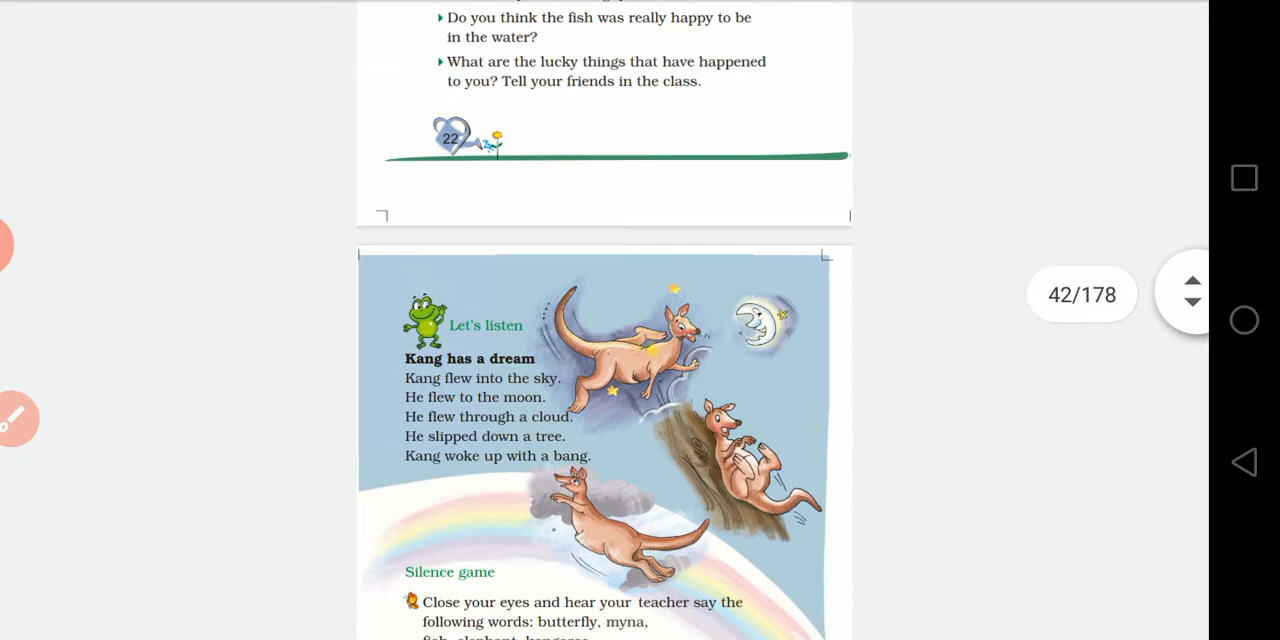 Do you think the fish was really happy to be
in the water?
What are the lucky things that have happened
to you? Tell your friends in the class.
22
42/178
Let's listen
Kang has a dream
Kang flew into the sky.
He flew to the moon.
He flew through a cloud.
He slipped down a tree.
Kang woke up with a bang.
Silence game
Close your eyes and hear your teacher say the
following words: butterfly, myna,
fish, elephant, kangaroo